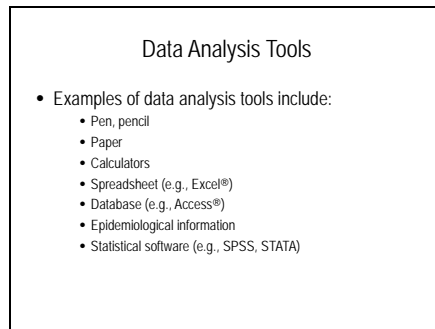 Data Analysis Tools
• Examples of data analysis tools include:
• Pen, pencil
• Paper
• Calculators
• Spreadsheet (e.g., Excel®)
• Database (e.g., Access®)
• Epidemiological information
• Statistical software (e.g., SPSS, STATA)